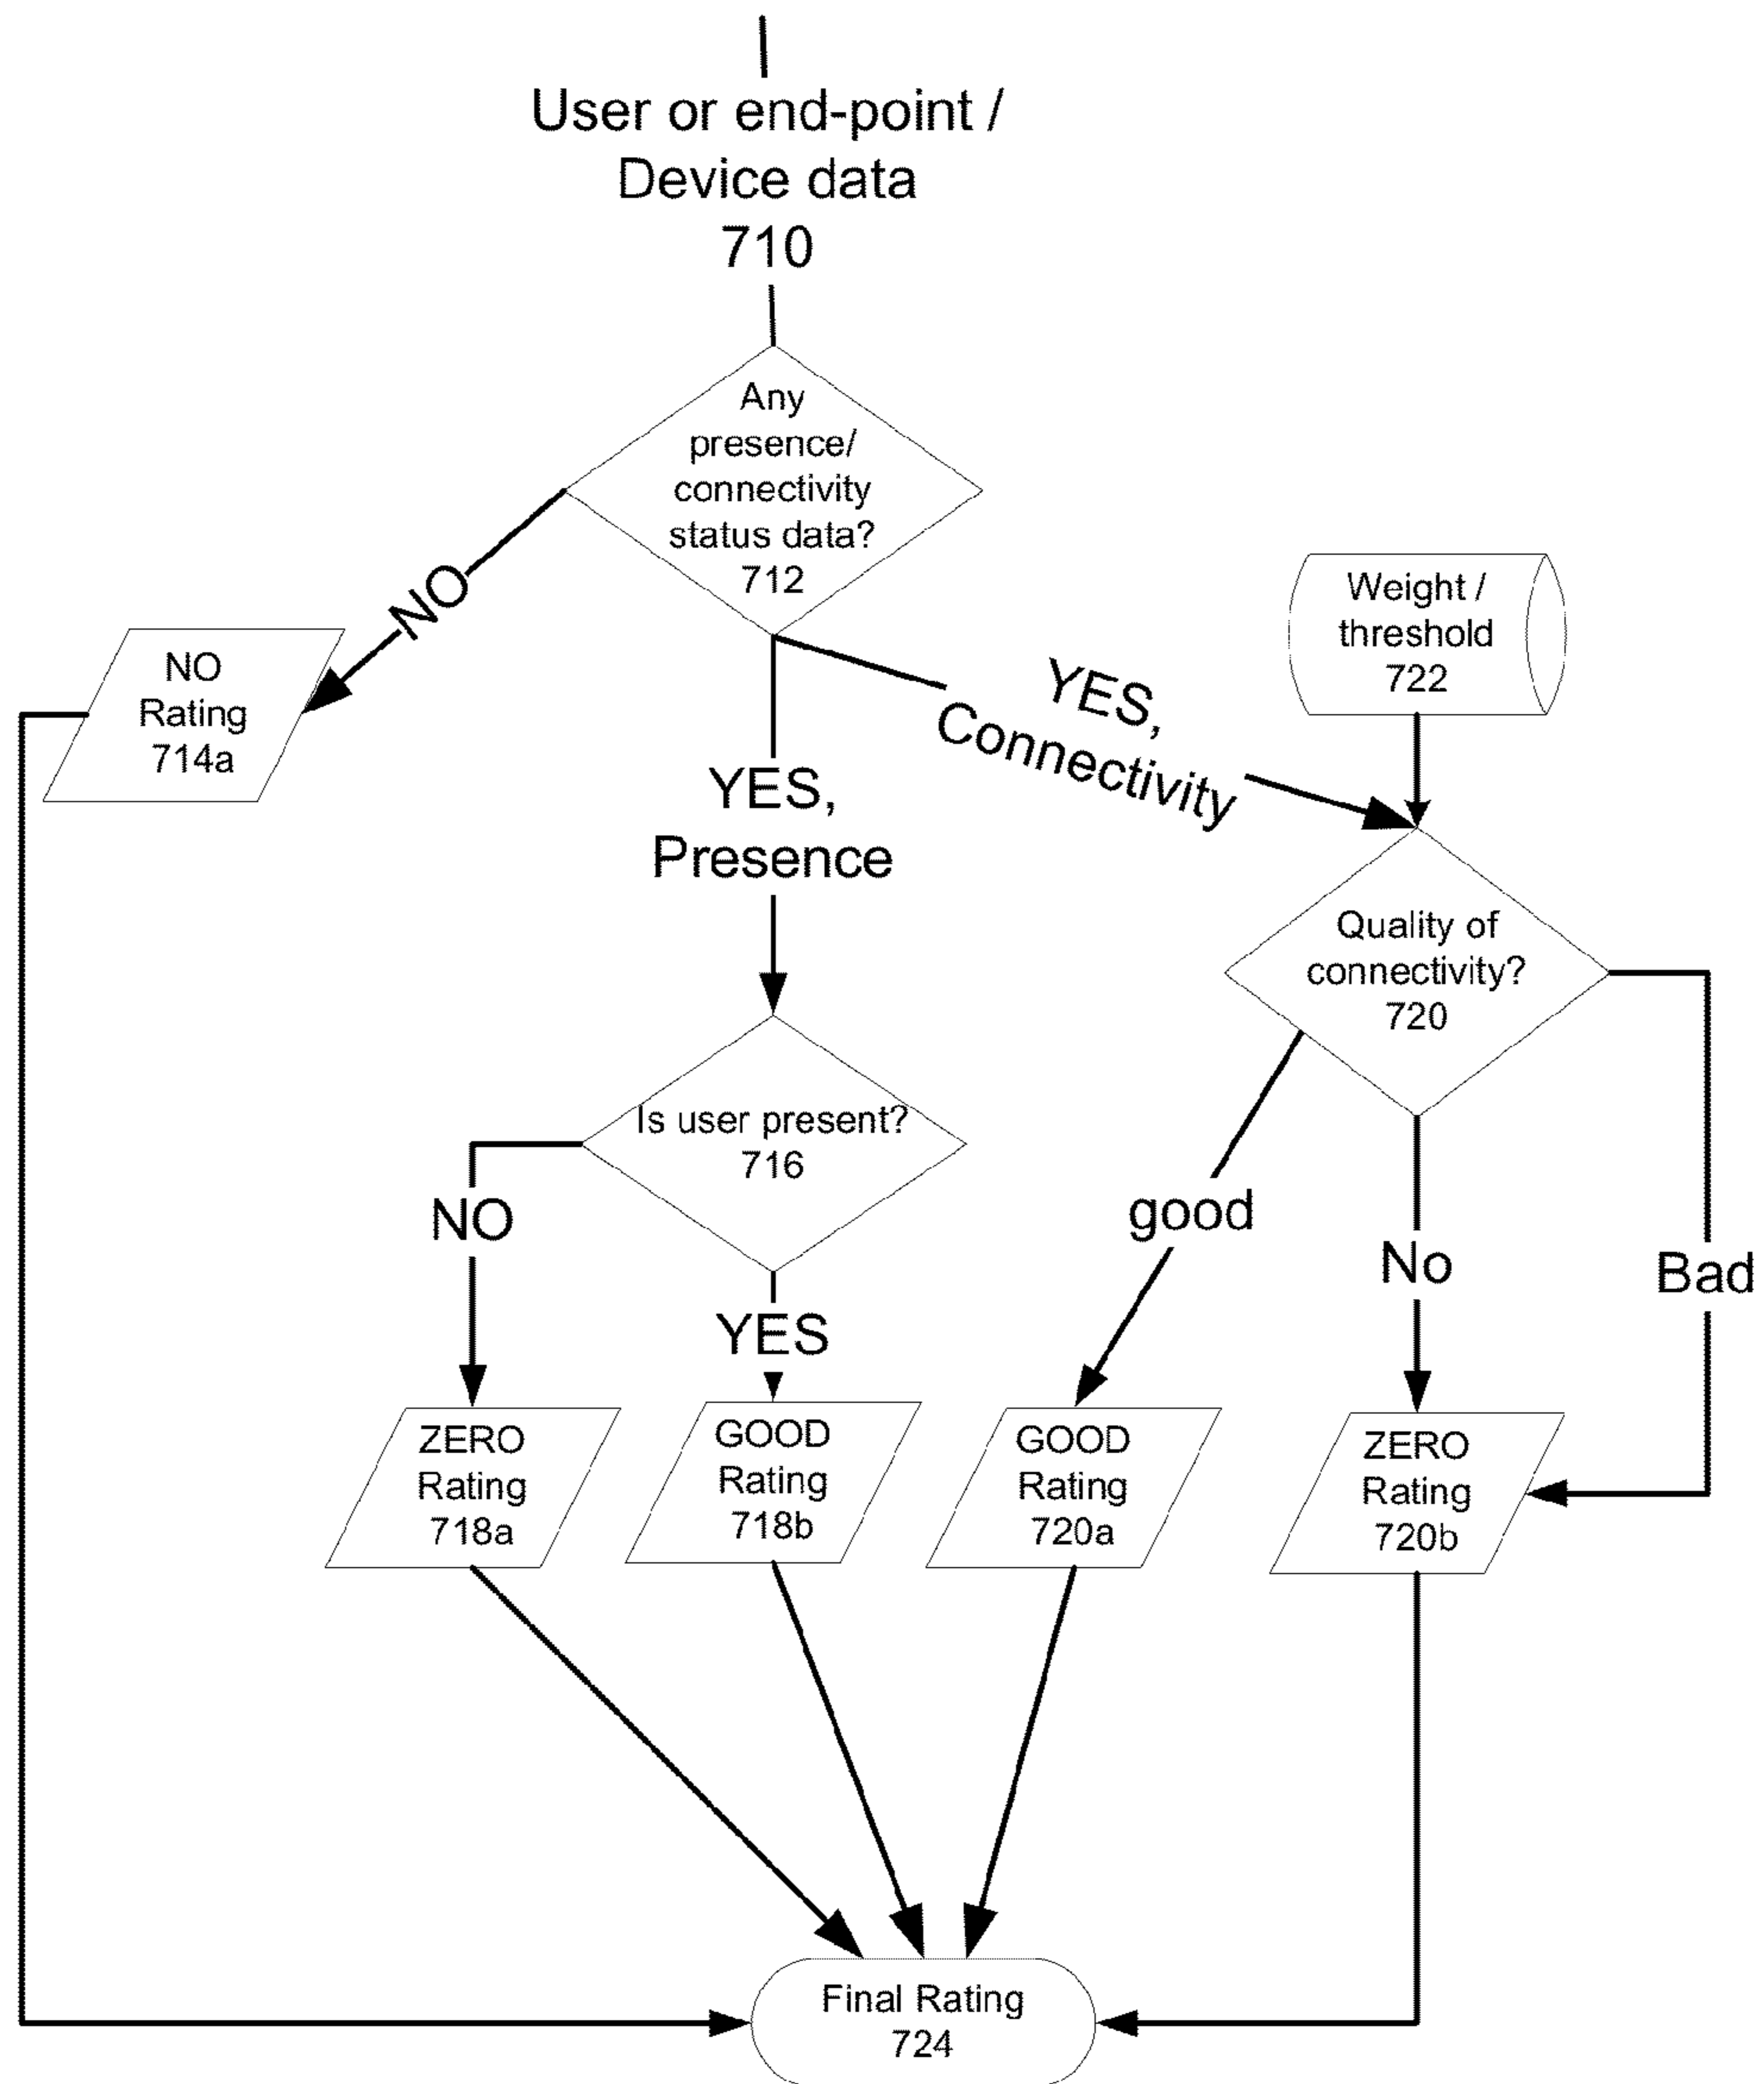 User or end-point /
Device data
710
Any
presence/
connectivity
status data?
712
NO
NO
Rating
714a
YES,
Presence
YES,
Connectivity
Weight /
threshold
722
Quality of
connectivity?
720
Is user present?
716
NO
YES
good
No
Bad
ZERO
Rating
718a
GOOD
Rating
718b
GOOD
Rating
720a
ZERO
Rating
720b
Final Rating
724